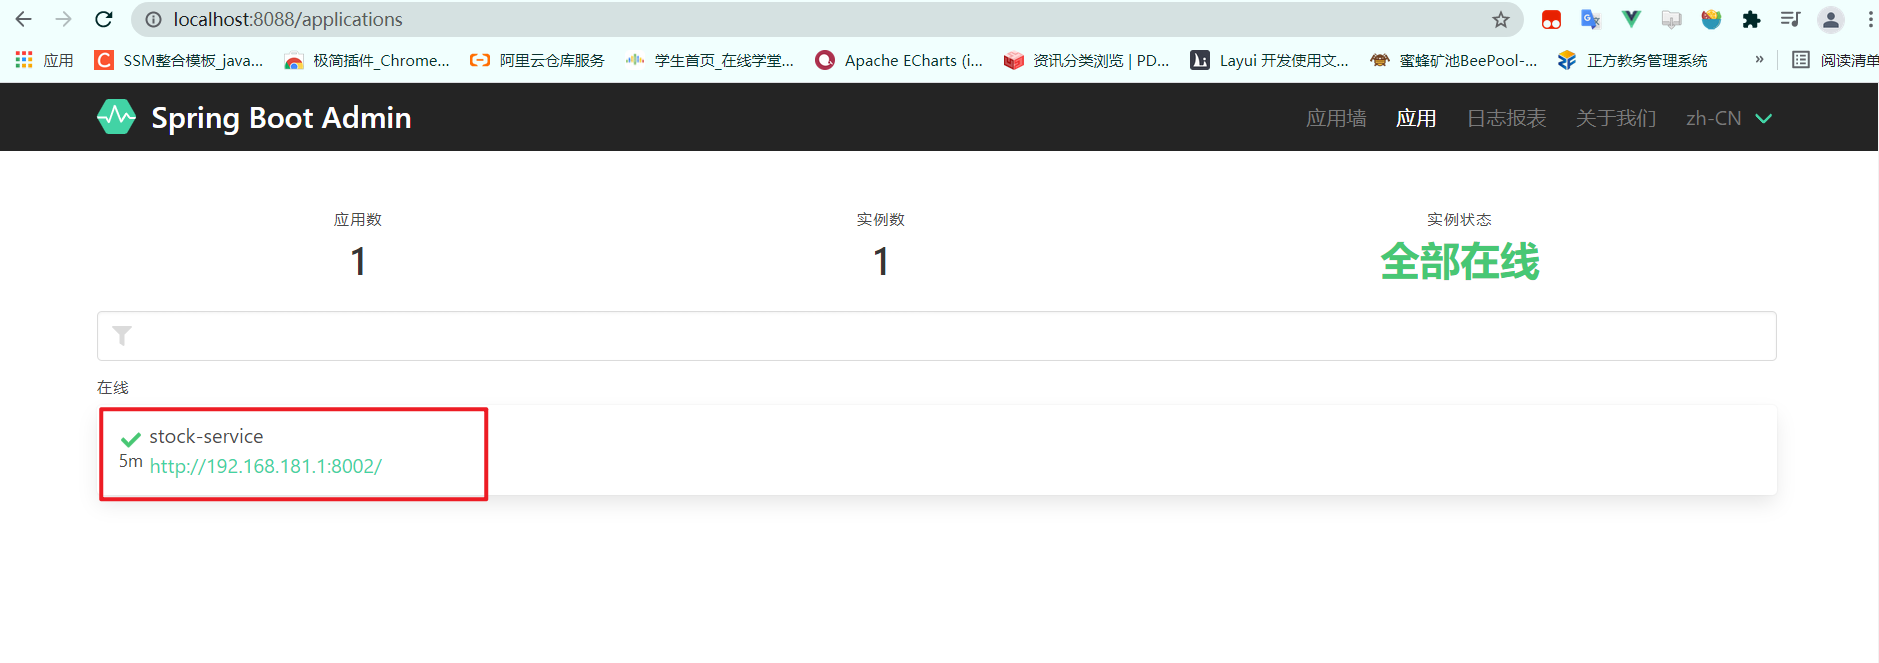 localhost:8088/applications
应用 SSM整合模板_java... 极简插件_Chrome... 阿里云仓库服务 学生首页_在线学堂... Apache ECharts (i... 资讯分类浏览 | PD... Layui 开发使用文... 蜜蜂矿池BeePool-... 正方教务管理系统 » 阅读清单
Spring Boot Admin 应用墙 应用 日志报表 关于我们 zh-CN
应用数 实例数 实例状态
1 1 全部在线
在线
stock-service
5m http://192.168.181.1:8002/